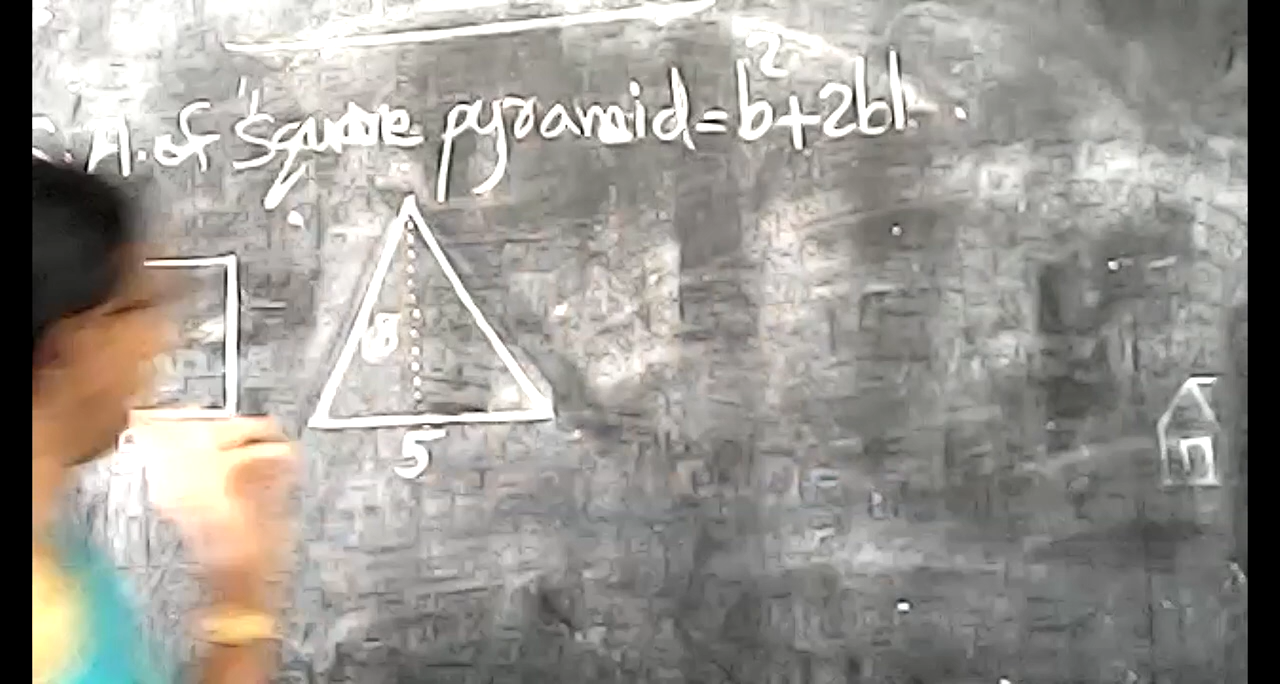 . A. of Square pyramid = b²+2bl.
5